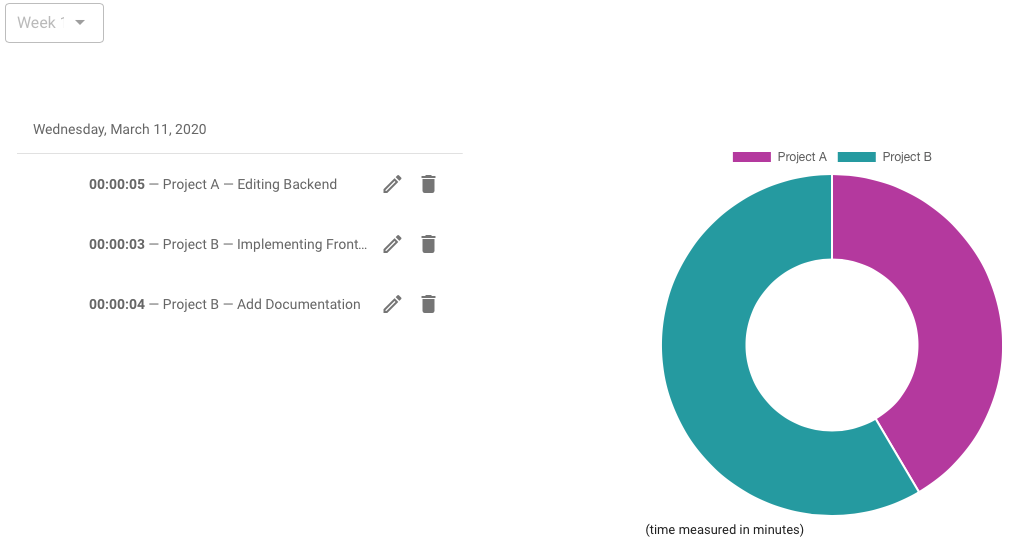 Week
Wednesday, March 11, 2020
00:00:05 — Project A — Editing Backend
00:00:03 — Project B — Implementing Front…
00:00:04 — Project B — Add Documentation
Project A Project B
(time measured in minutes)